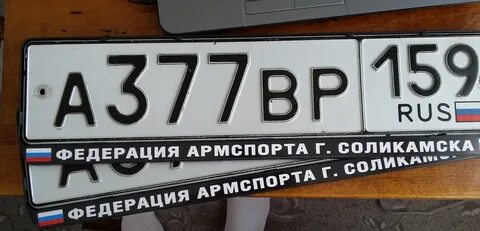 А377ВР 159
RUS
ФЕДЕРАЦИЯ АРМСПОРТА Г. СОЛИКАМСКА
ФЕДЕРАЦИЯ АРМСПОРТА Г. СОЛИКАМСКА